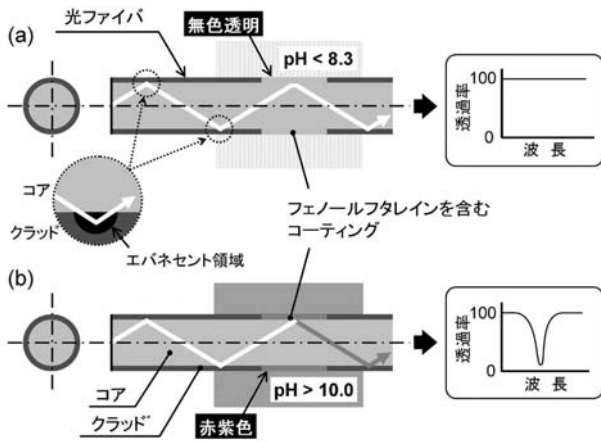 (a)
光ファイバ
無色透明
pH < 8.3
100
透過率
0
波 長
コア
クラッド
エバネセント領域
フェノールフタレインを含む
コーティング
(b)
100
透過率
0
波 長
コア
クラッド
pH > 10.0
赤紫色